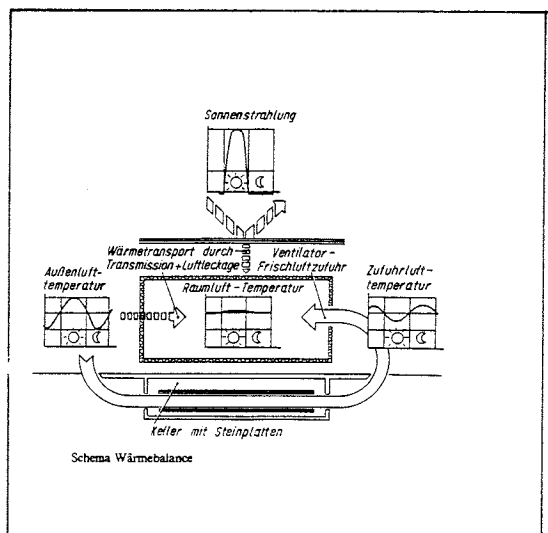 Sonnenstrahlung
Wärmetransport durch
Transmission+Luftleckage
Ventilator-
Frischluftzufuhr
Außenluft-
temperatur
Raumluft-Temperatur
Zufuhrluft-
temperatur
Keller mit Steinplatten
Schema Wärmebalance